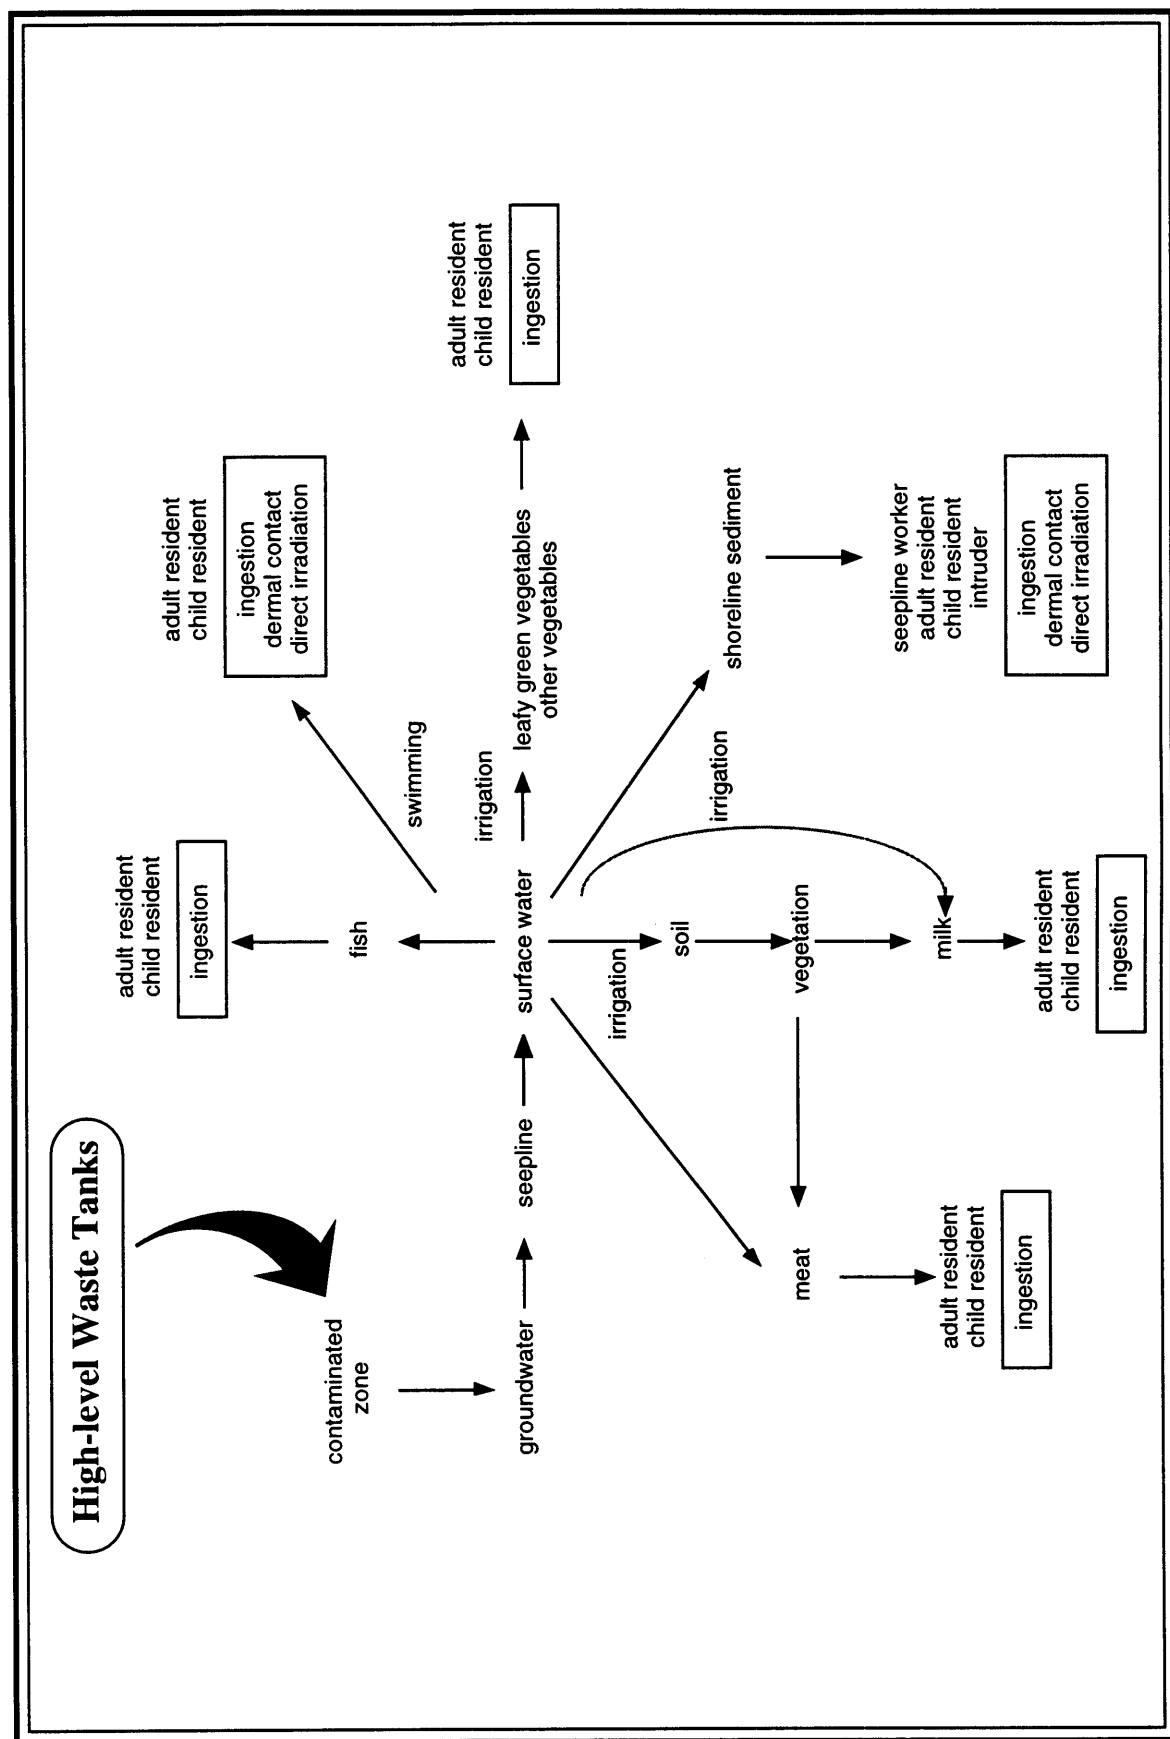 High-level Waste Tanks
contaminated
zone
groundwater
seepline
surface water
fish
adult resident
child resident
ingestion
swimming
adult resident
child resident
ingestion
dermal contact
direct irradiation
irrigation
leafy green vegetables
other vegetables
adult resident
child resident
ingestion
shoreline sediment
seepline worker
adult resident
child resident
intruder
ingestion
dermal contact
direct irradiation
irrigation
irrigation
soil
vegetation
milk
adult resident
child resident
ingestion
meat
adult resident
child resident
ingestion